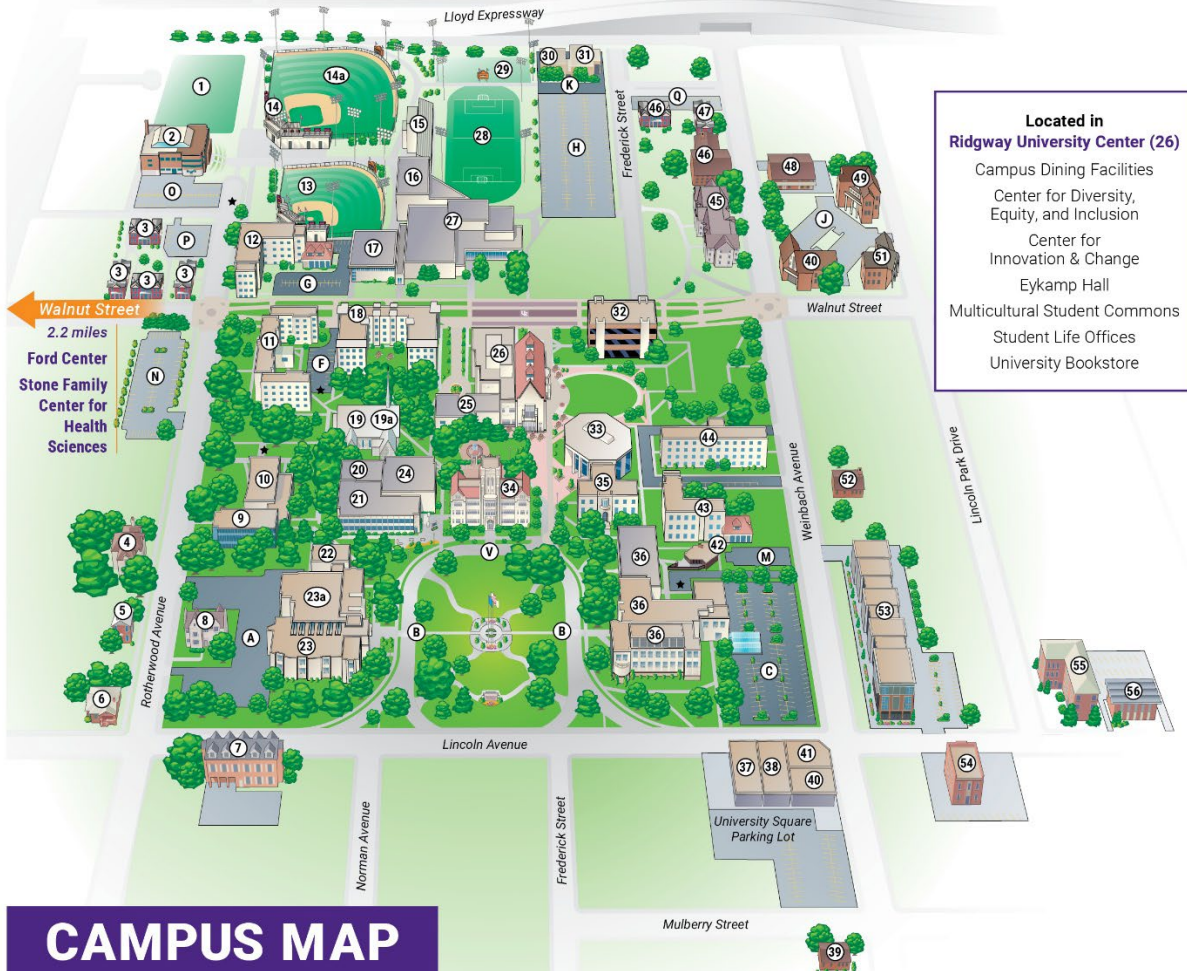 Lloyd Expressway
30
31
14a
29
1
K
Q
14
46
47
15
Frederick Street
28
2
H
46
16
48
49
O
13
45
3
27
J
P
12
17
40
51
3
3
3
G
Walnut Street
Walnut Street
2.2 miles
Ford Center
Stone Family
Center for
Health
Sciences
18
32
11
26
F
N
25
19
19a
33
44
20
24
10
35
34
52
21
43
9
Weinbach Avenue
Lincoln Park Drive
4
42
22
V
36
M
23a
36
5
8
A
B
B
36
53
23
C
55
56
6
Rotherwood Avenue
Lincoln Avenue
7
41
37
38
40
54
University Square
Parking Lot
Norman Avenue
Frederick Street
Mulberry Street
39
Located in
Ridgway University Center (26)
Campus Dining Facilities
Center for Diversity,
Equity, and Inclusion
Center for
Innovation & Change
Eykamp Hall
Multicultural Student Commons
Student Life Offices
University Bookstore
CAMPUS MAP